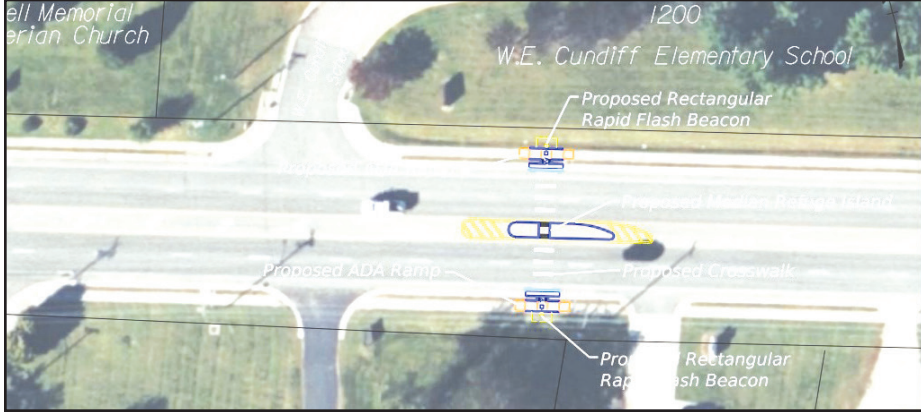 ell Memorial
erian Church
1200
W.E. Cundiff Elementary School
Proposed Rectangular
Rapid Flash Beacon
Proposed Median Refuge Island
Proposed ADA Ramp
Proposed Crosswalk
Rectangular
Beacon